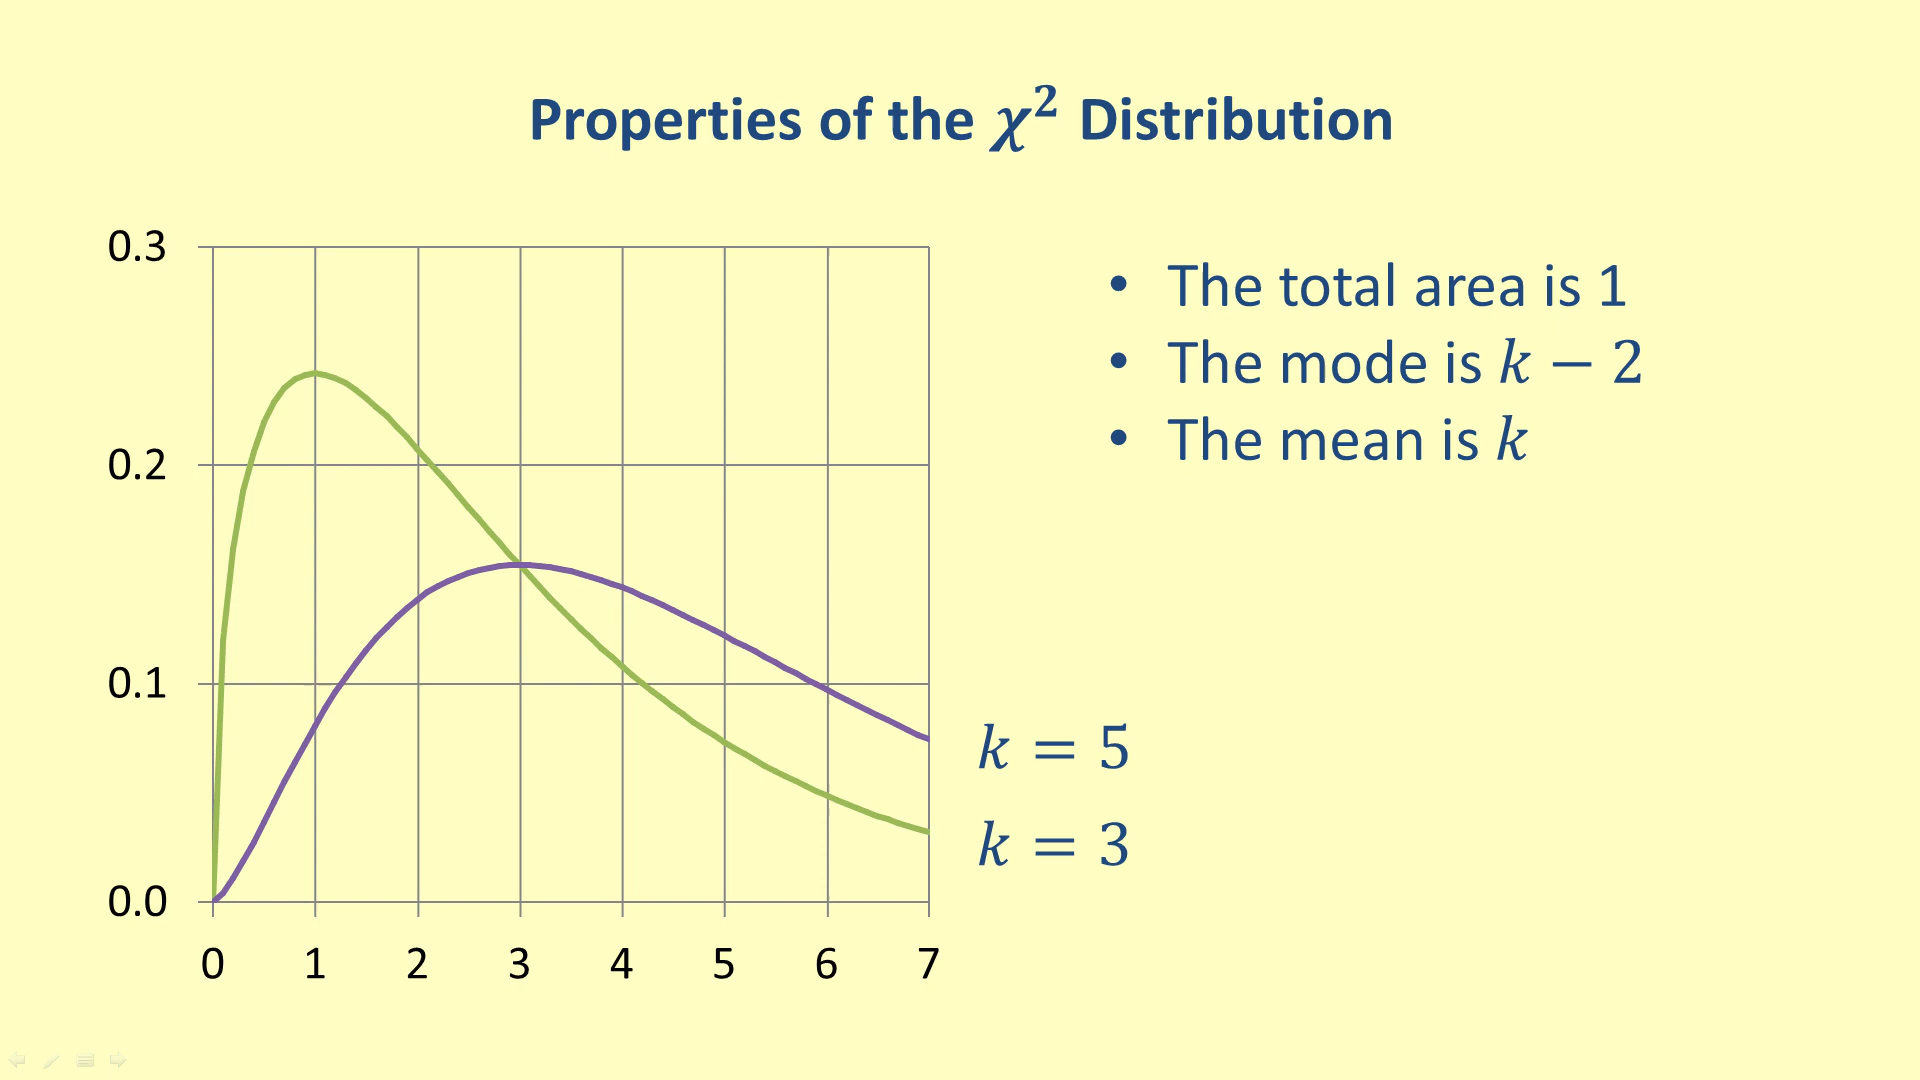 Properties of the χ² Distribution
0.3
0.2
0.1
0.0
0 1 2 3 4 5 6 7
k = 5
k = 3
• The total area is 1
• The mode is k − 2
• The mean is k